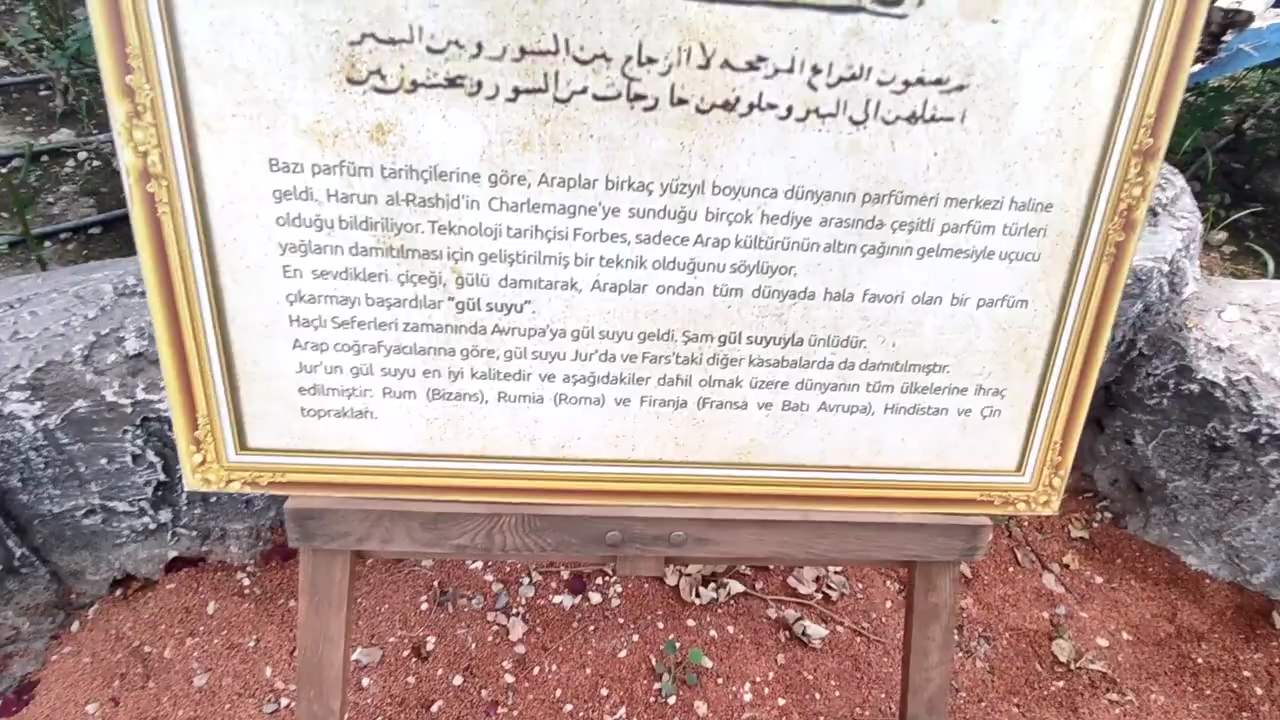 Bazı parfüm tarihçilerine göre, Araplar birkaç yüzyıl boyunca dünyanın parfümeri merkezi haline
geldi. Harun al-Rashid'in Charlemagne'ye sunduğu birçok hediye arasında çeşitli parfüm türleri
olduğu bildiriliyor. Teknoloji tarihçisi Forbes, sadece Arap kültürünün altın çağının gelmesiyle uçucu
yağların damıtılması için geliştirilmiş bir teknik olduğunu söylüyor.
En sevdikleri çiçeği, gülü damıtarak, Araplar ondan tüm dünyada hala favori olan bir parfüm
çıkarmayı başardılar "gül suyu".
Haçlı Seferleri zamanında Avrupa'ya gül suyu geldi. Şam gül suyuyla ünlüdür.
Arap coğrafyacılarına göre, gül suyu Jur'da ve Fars'taki diğer kasabalarda da damıtılmıştır.
Jur'un gül suyu en iyi kalitedir ve aşağıdakiler dahil olmak üzere dünyanın tüm ülkelerine ihraç
edilmiştir: Rum (Bizans), Rumia (Roma) ve Firanja (Fransa ve Batı Avrupa), Hindistan ve Çin
toprakları.